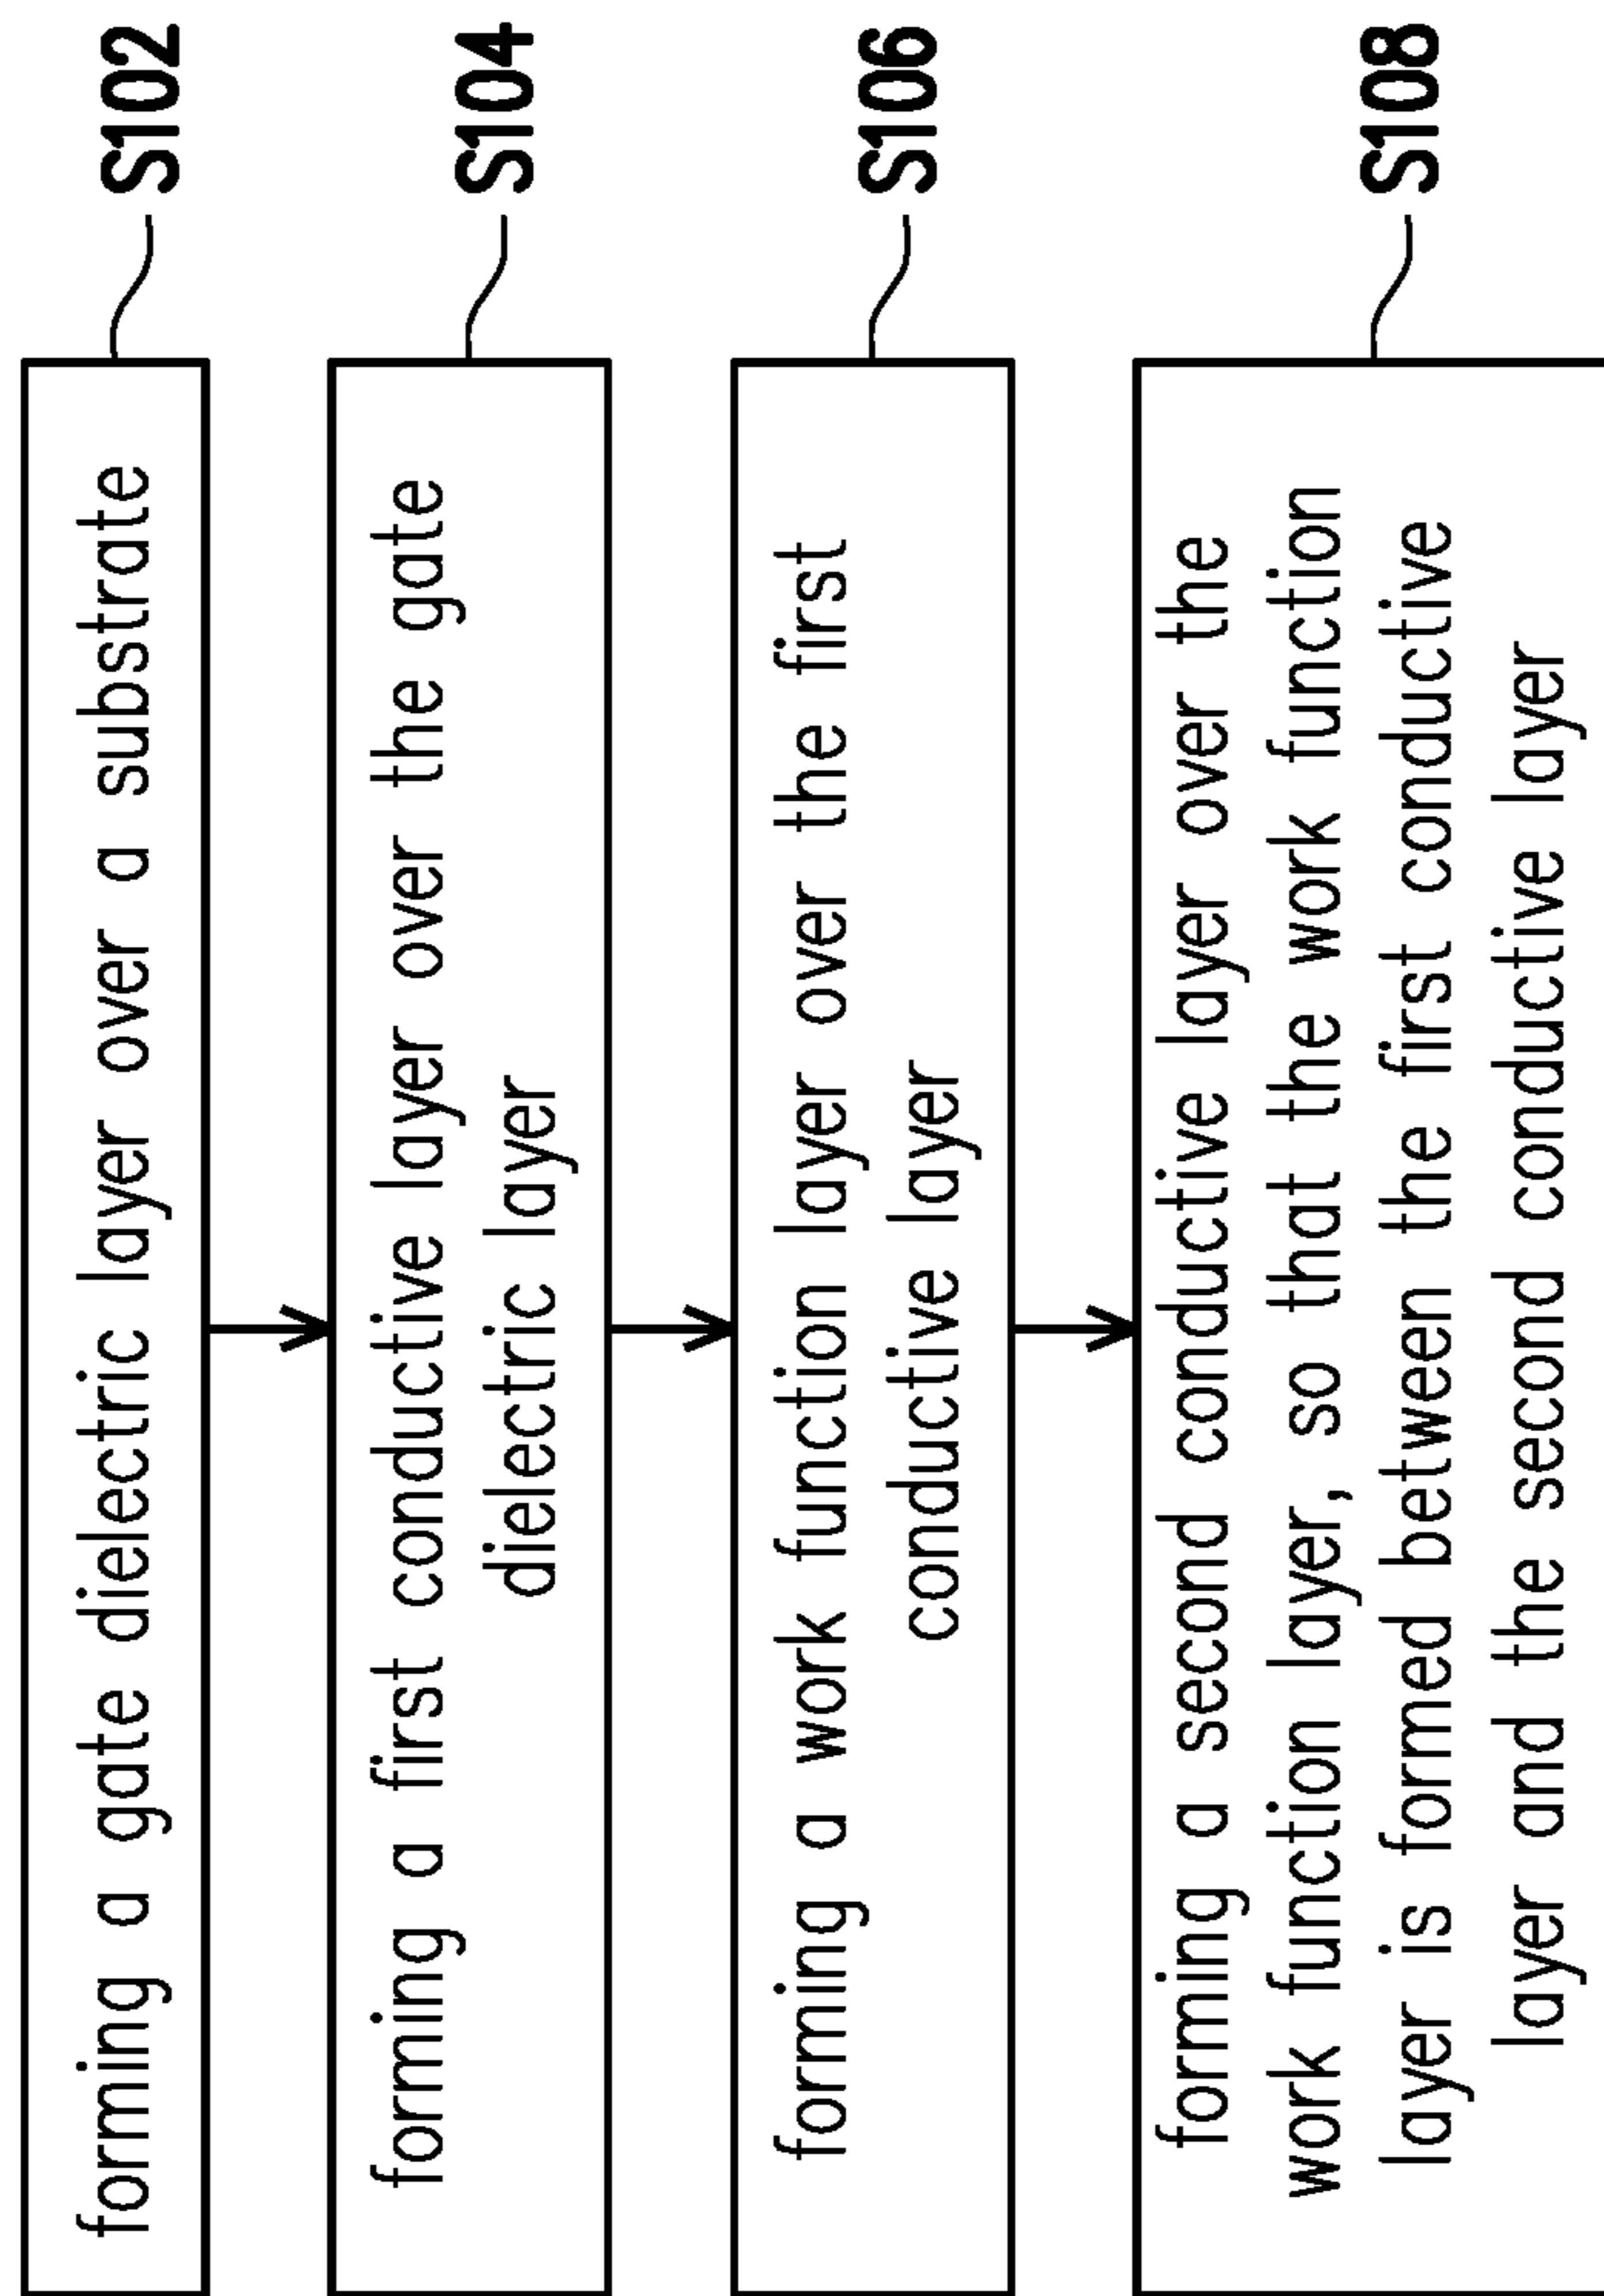 forming a gate dielectric layer over a substrate
S102
forming a first conductive layer over the gate
dielectric layer
S104
forming a work function layer over the first
conductive layer
S106
forming a second conductive layer over the
work function layer, so that the work function
layer is formed between the first conductive
layer and the second conductive layer
S108